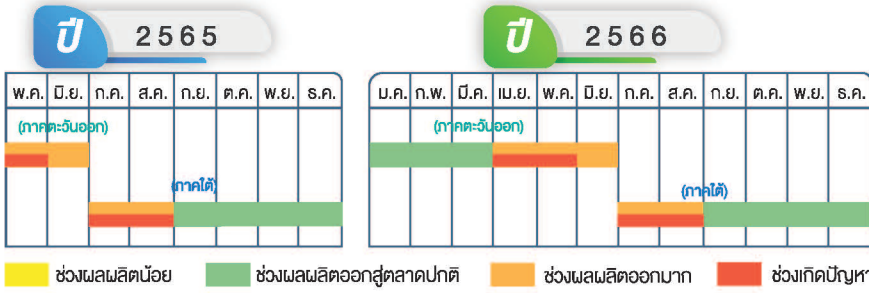 ปี 2565
ปี 2566
พ.ค. มิ.ย. ก.ค. ส.ค. ก.ย. ต.ค. พ.ย. ธ.ค.
ม.ค. ก.พ. มี.ค. เม.ย. พ.ค. มิ.ย. ก.ค. ส.ค. ก.ย. ต.ค. พ.ย. ธ.ค.
(ภาคตะวันออก)
(ภาคตะวันออก)
(ภาคใต้)
(ภาคใต้)
ช่วงผลผลิตน้อย ช่วงผลผลิตออกสู่ตลาดปกติ ช่วงผลผลิตออกมาก ช่วงเกิดปัญหา